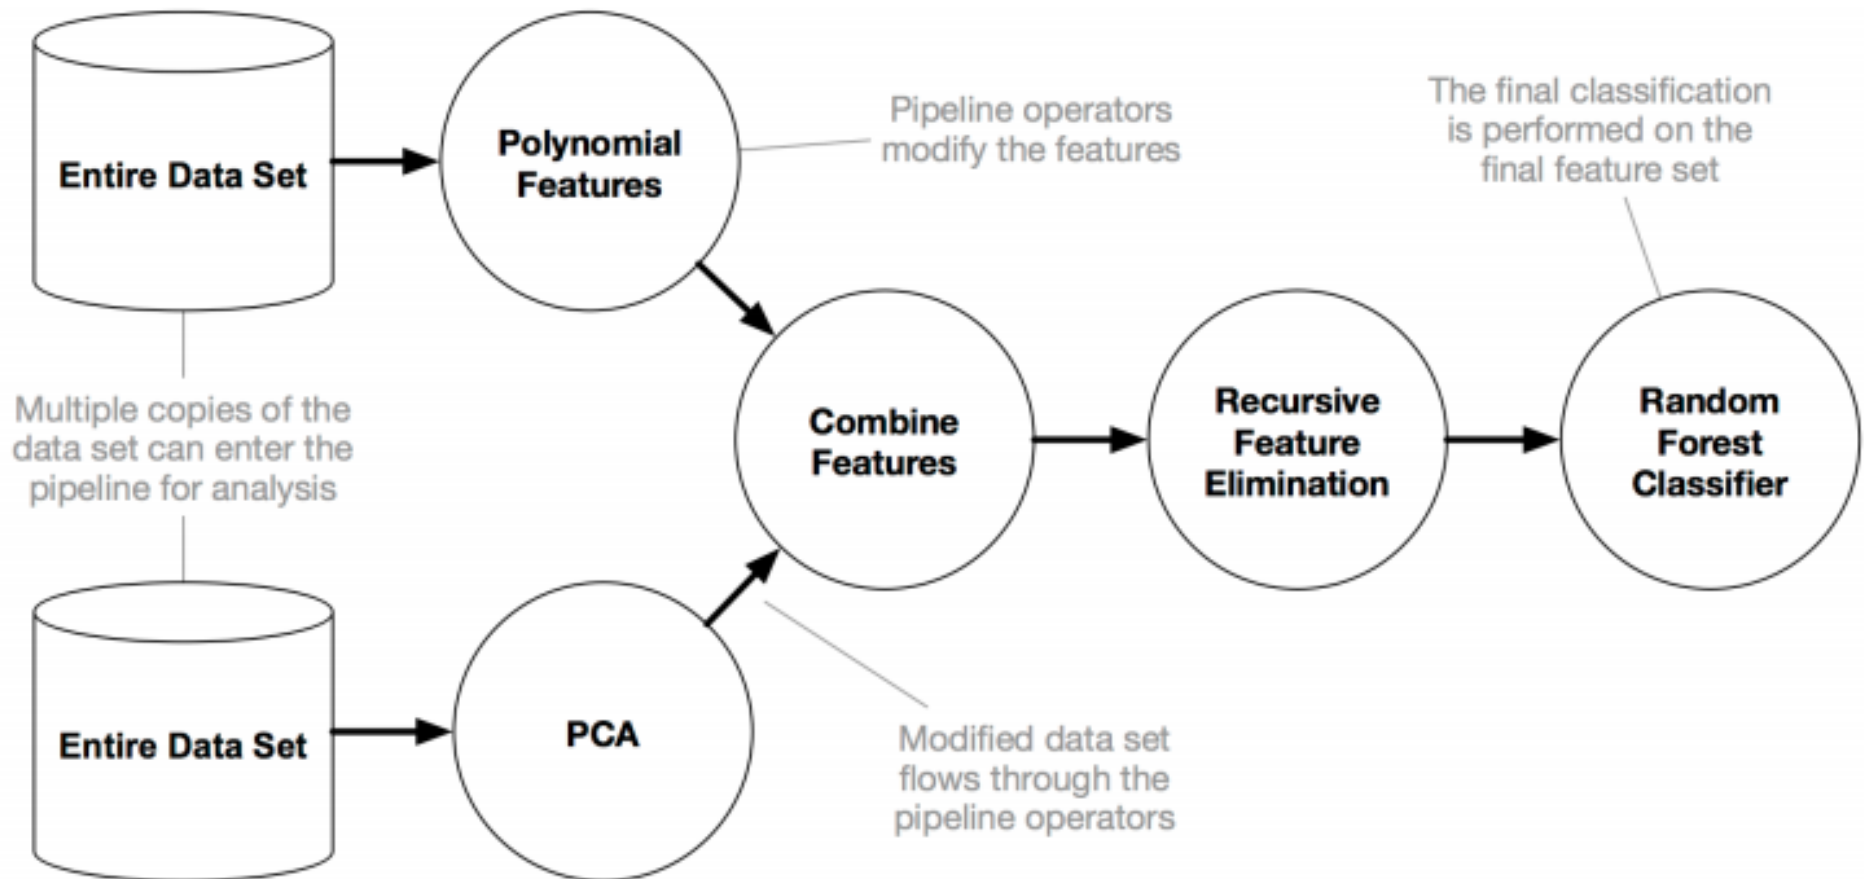 Entire Data Set
Polynomial
Features
Pipeline operators
modify the features
The final classification
is performed on the
final feature set
Multiple copies of the
data set can enter the
pipeline for analysis
Combine
Features
Recursive
Feature
Elimination
Random
Forest
Classifier
Entire Data Set
PCA
Modified data set
flows through the
pipeline operators